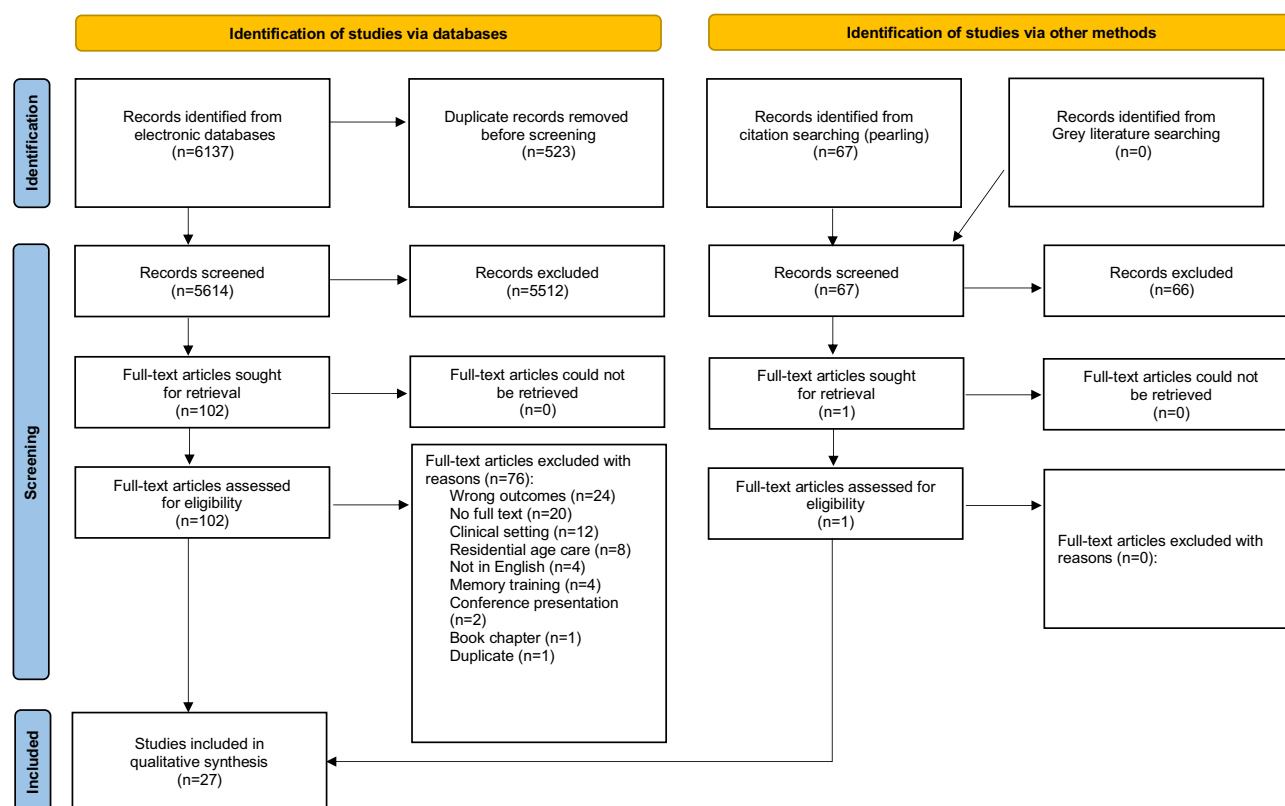 Identification of studies via databases
Identification of studies via other methods
Identification
Records identified from
electronic databases
(n=6137)
Duplicate records removed
before screening
(n=523)
Records identified from
citation searching (pearling)
(n=67)
Records identified from
Grey literature searching
(n=0)
Screening
Records screened
(n=5614)
Records excluded
(n=5512)
Records screened
(n=67)
Records excluded
(n=66)
Full-text articles sought
for retrieval
(n=102)
Full-text articles could not
be retrieved
(n=0)
Full-text articles sought
for retrieval
(n=1)
Full-text articles could not
be retrieved
(n=0)
Full-text articles assessed
for eligibility
(n=102)
Full-text articles excluded with
reasons (n=76):
Wrong outcomes (n=24)
No full text (n=20)
Clinical setting (n=12)
Residential age care (n=8)
Not in English (n=4)
Memory training (n=4)
Conference presentation
(n=2)
Book chapter (n=1)
Duplicate (n=1)
Full-text articles assessed for
eligibility
(n=1)
Full-text articles excluded with
reasons (n=0):
Included
Studies included in
qualitative synthesis
(n=27)